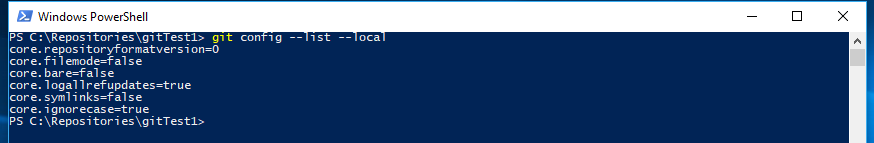 Windows PowerShell
PS C:\Repositories\gitTest1> git config --list --local
core.repositoryformatversion=0
core.filemode=false
core.bare=false
core.logallrefupdates=true
core.symlinks=false
core.ignorecase=true
PS C:\Repositories\gitTest1>